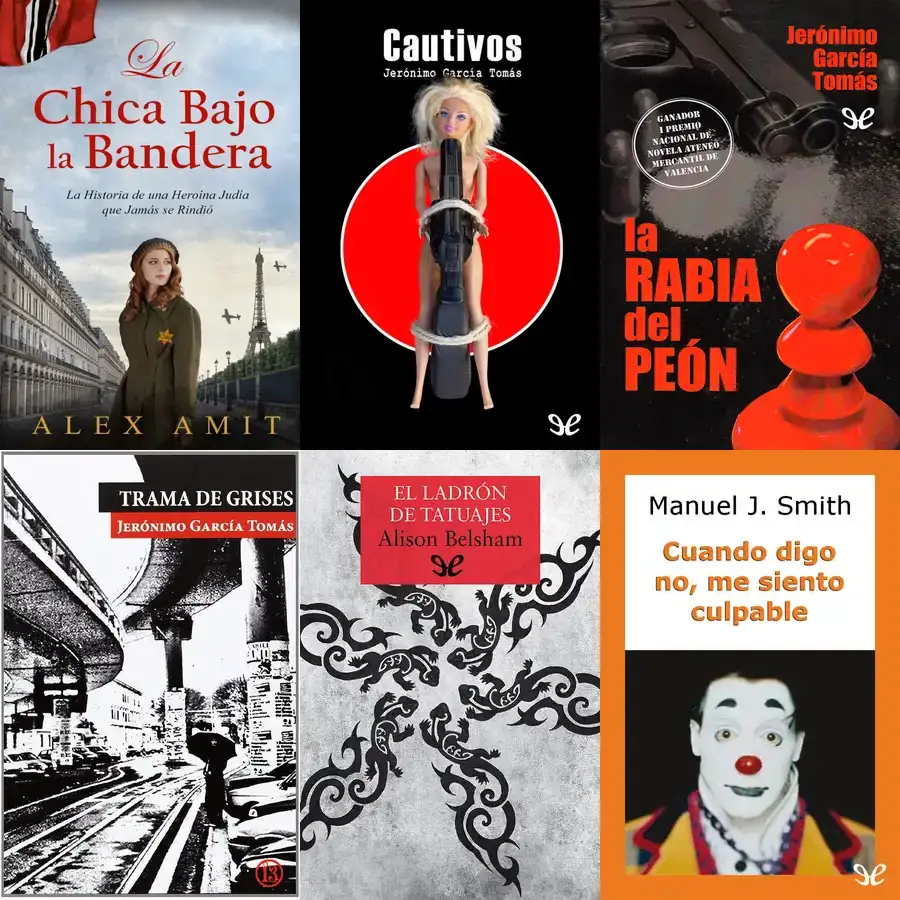 La
Chica Bajo
la Bandera
La Historia de una Heroína Judía
que Jamás se Rindió
ALEX AMIT
Cautivos
Jerónimo García Tomás
Jerónimo
García
Tomás
GANADOR
I PREMIO
NACIONAL DE
NOVELA ATENEO
MERCANTIL DE
VALENCIA
la
RABIA
del
PEÓN
TRAMA DE GRISES
JERÓNIMO GARCÍA TOMÁS
13
EL LADRÓN
DE TATUAJES
Alison Belsham
Manuel J. Smith
Cuando digo
no, me siento
culpable